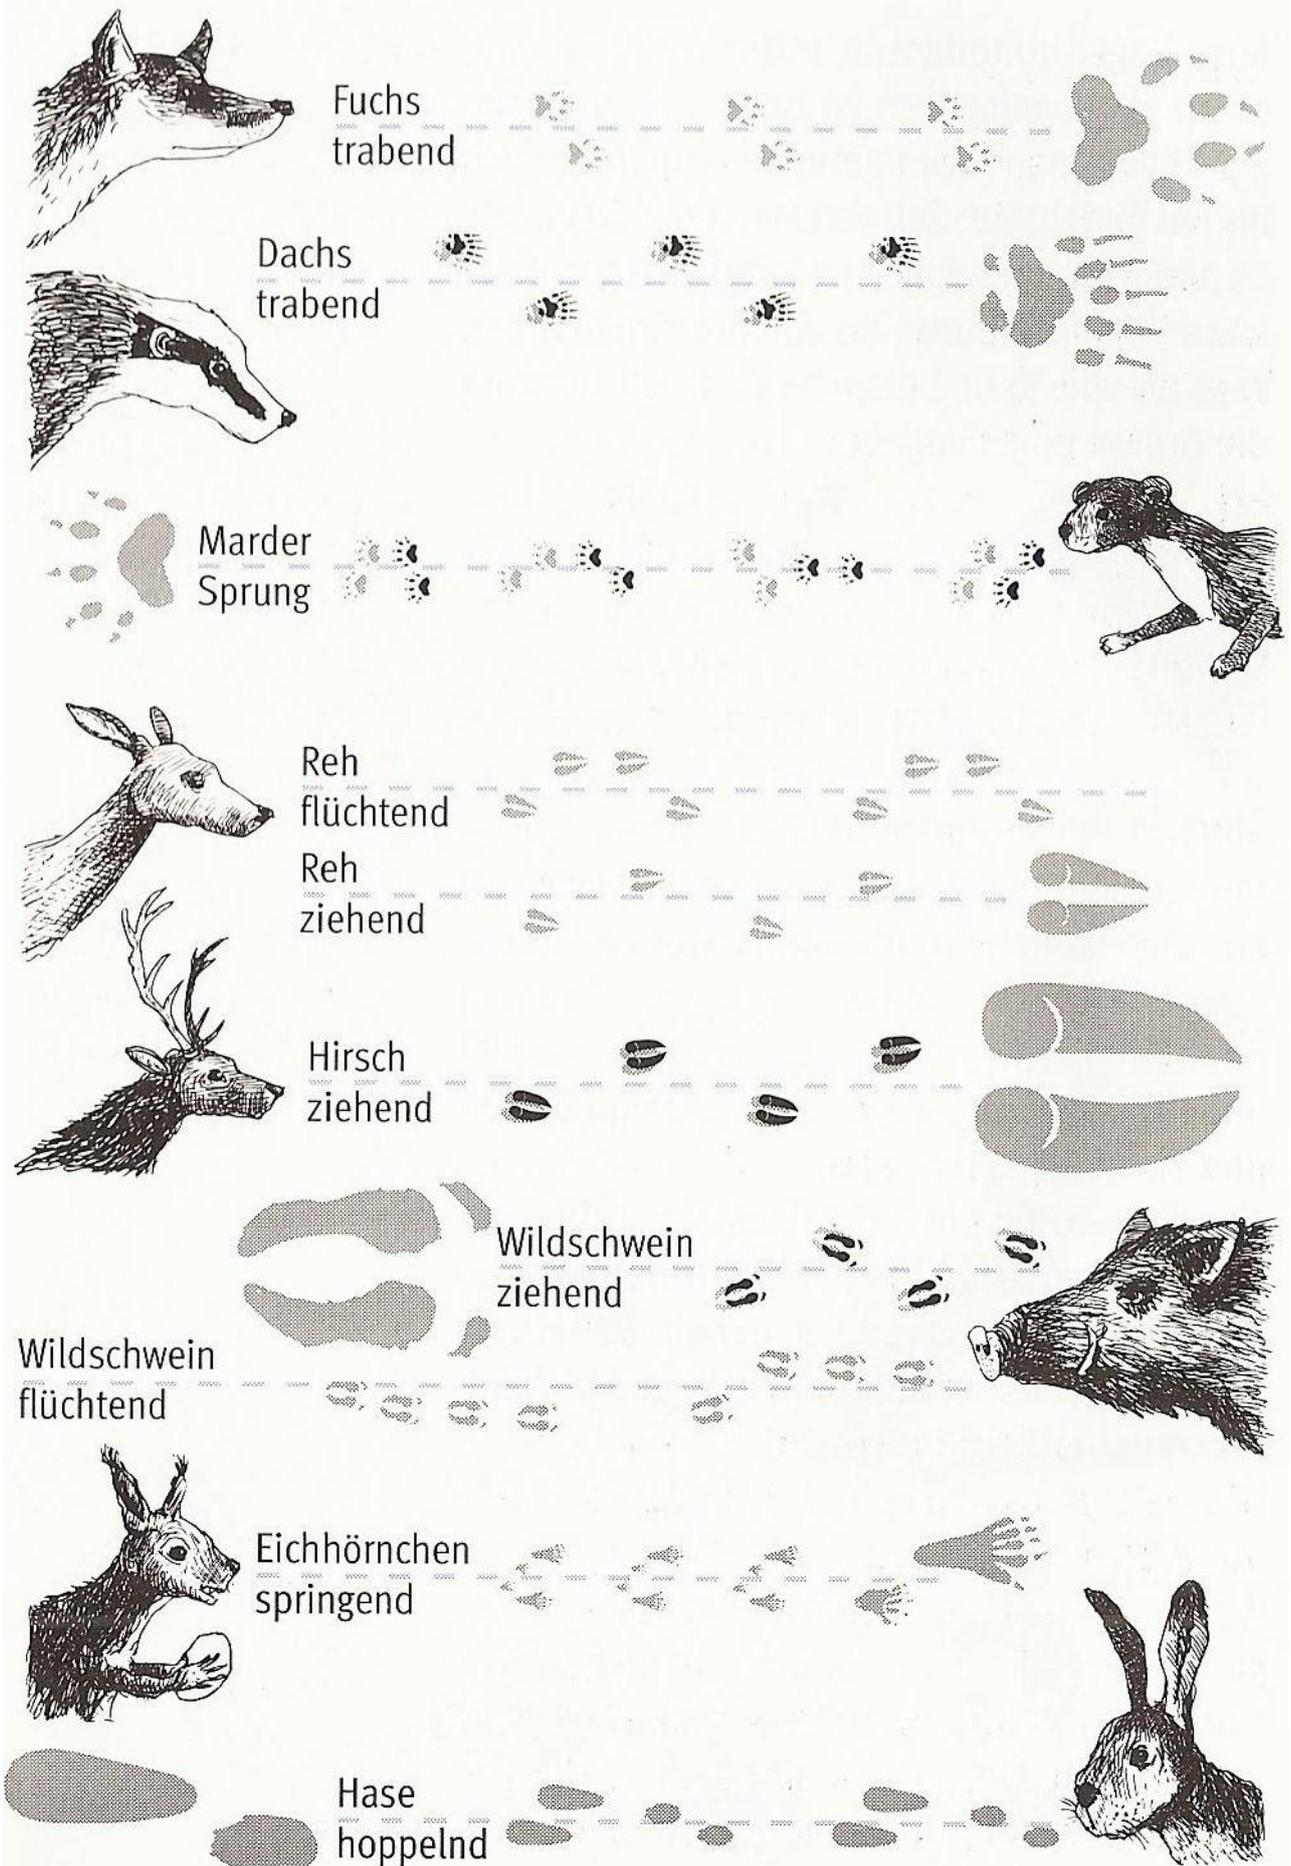 Fuchs
trabend
Dachs
trabend
Marder
Sprung
Reh
flüchtend
Reh
ziehend
Hirsch
ziehend
Wildschwein
ziehend
Wildschwein
flüchtend
Eichhörnchen
springend
Hase
hoppelnd